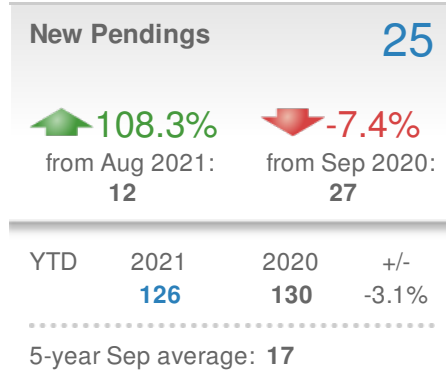 New Pendings 25
108.3% -7.4%
from Aug 2021: from Sep 2020:
12 27
YTD 2021 2020 +/-
126 130 -3.1%
5-year Sep average: 17